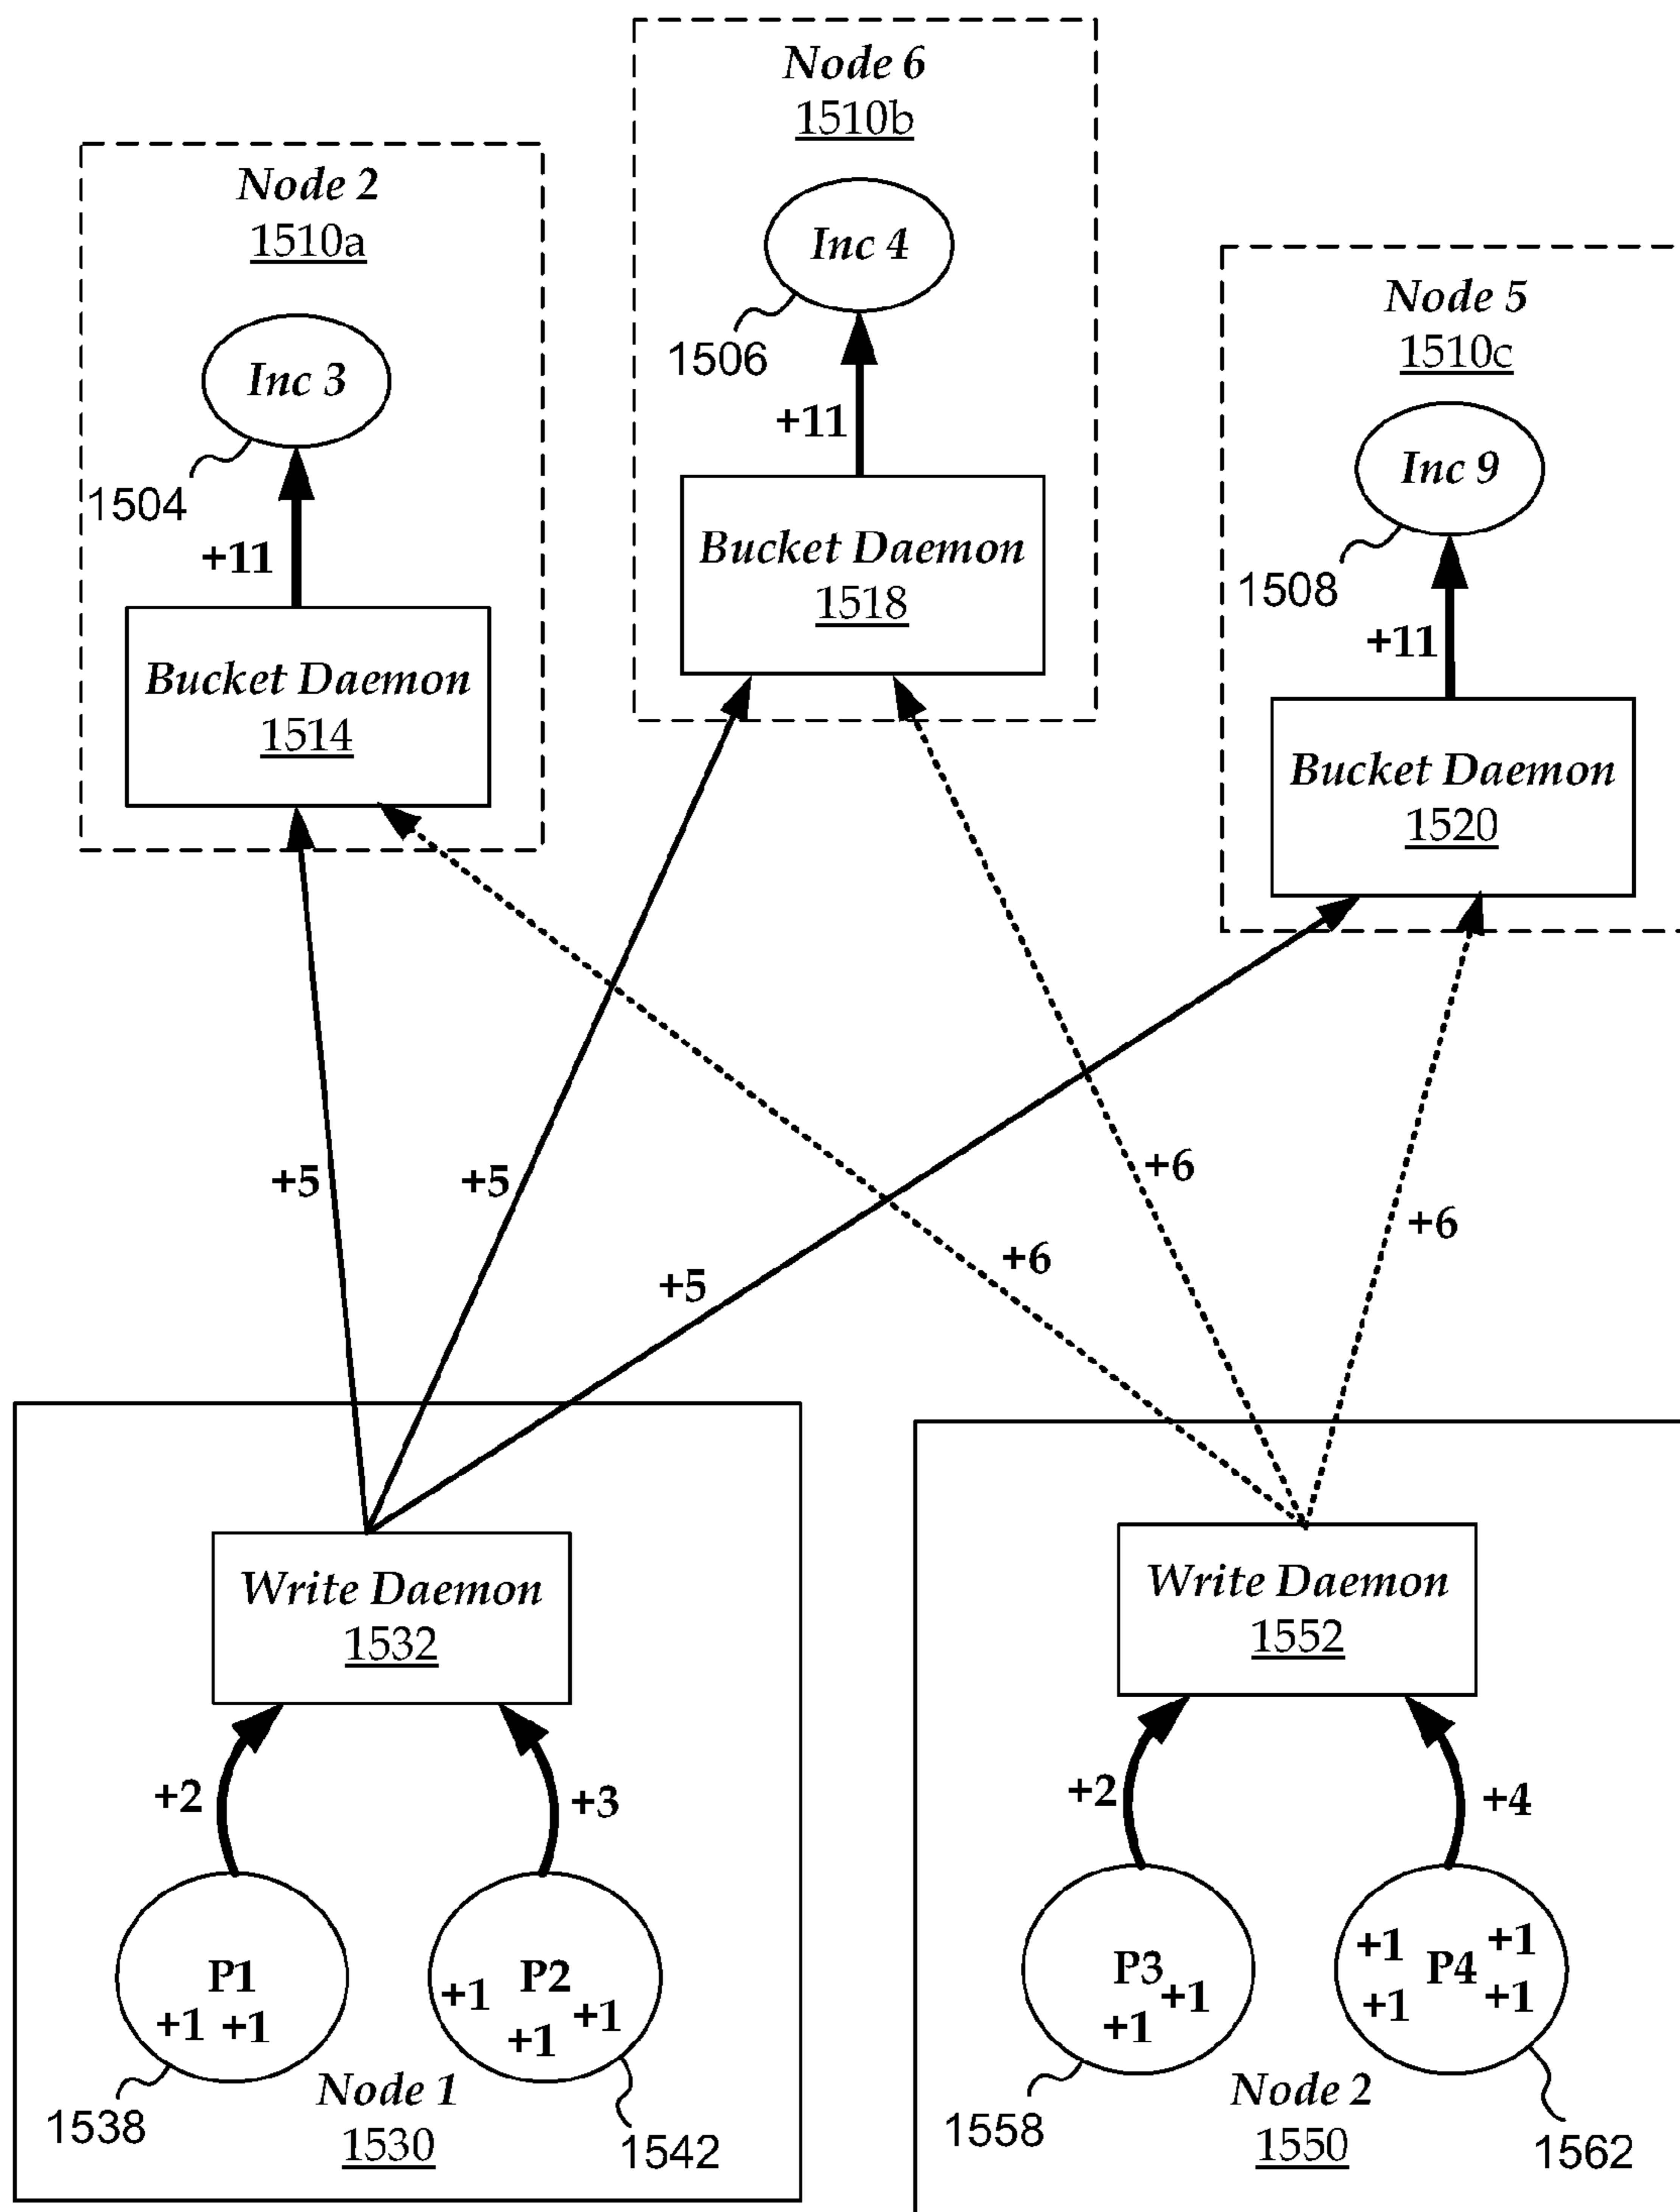 Node 6
1510b
Inc 4
1506
+11
Bucket Daemon
1518
Node 2
1510a
Inc 3
1504
+11
Bucket Daemon
1514
Node 5
1510c
Inc 9
1508
+11
Bucket Daemon
1520
+5
+5
+5
+6
+6
+6
Write Daemon
1532
+2
+3
P1
+1 +1
P2
+1
+1
+1
Node 1
1530
1538
1542
Write Daemon
1552
+2
+4
P3
+1
+1
P4
+1
+1
+1
+1
Node 2
1550
1558
1562